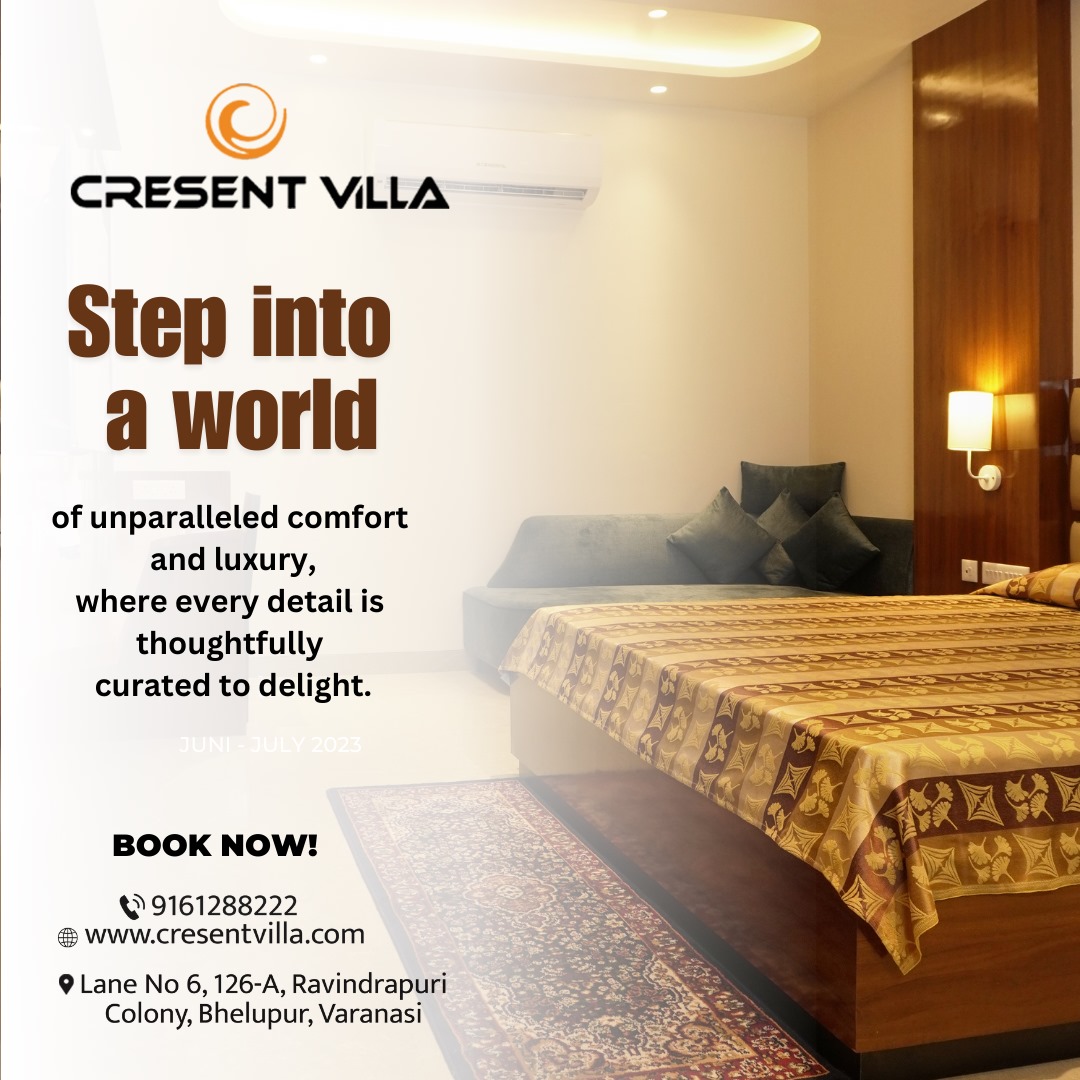 CRESENT VILLA
Step into
a world
of unparalleled comfort
and luxury,
where every detail is
thoughtfully
curated to delight.
JUNI - JULY 2023
BOOK NOW!
9161288222
www.cresentvilla.com
Lane No 6, 126-A, Ravindrapuri
Colony, Bhelupur, Varanasi